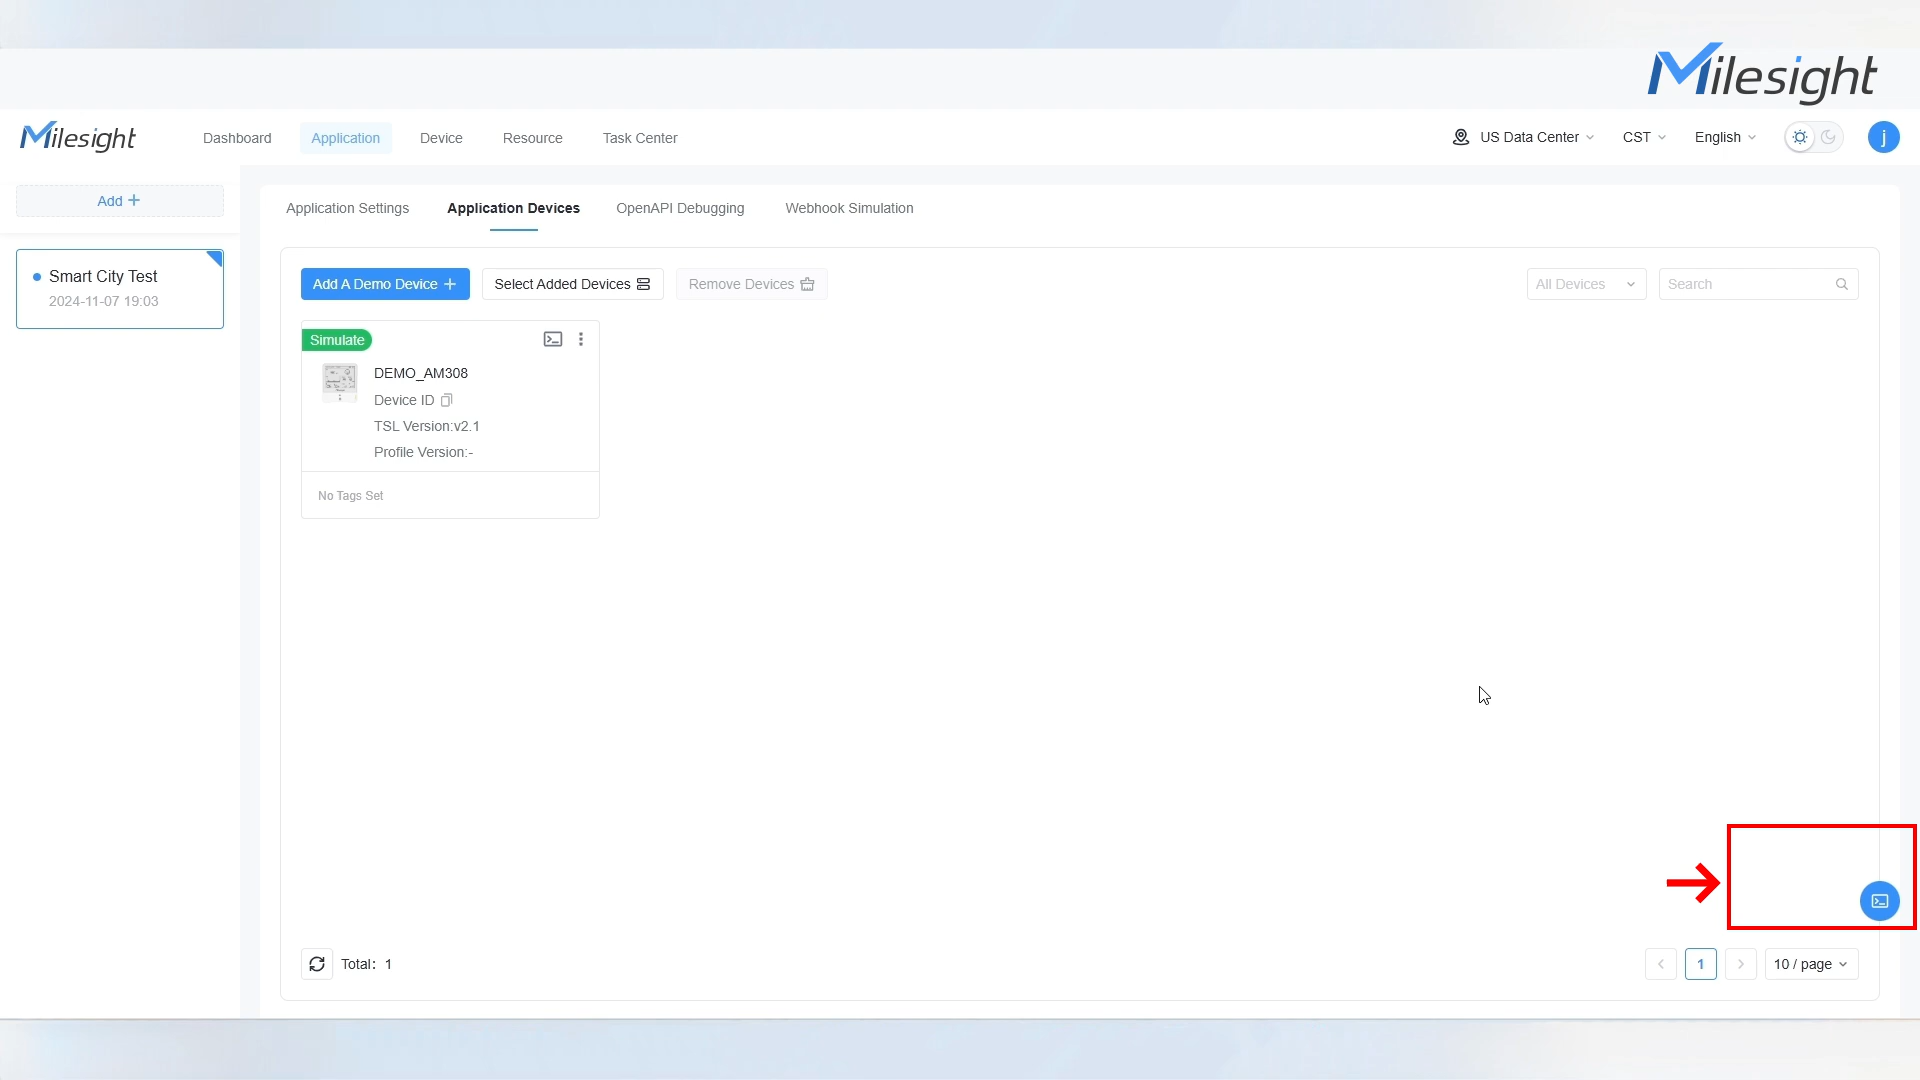 Milesight
Milesight
Dashboard
Application
Device
Resource
Task Center
US Data Center
CST
English
j
Add +
Application Settings
Application Devices
OpenAPI Debugging
Webhook Simulation
Smart City Test
2024-11-07 19:03
Add A Demo Device +
Select Added Devices
Remove Devices
All Devices
Search
Simulate
DEMO_AM308
Device ID
TSL Version:v2.1
Profile Version:-
No Tags Set
Total: 1
1
10 / page